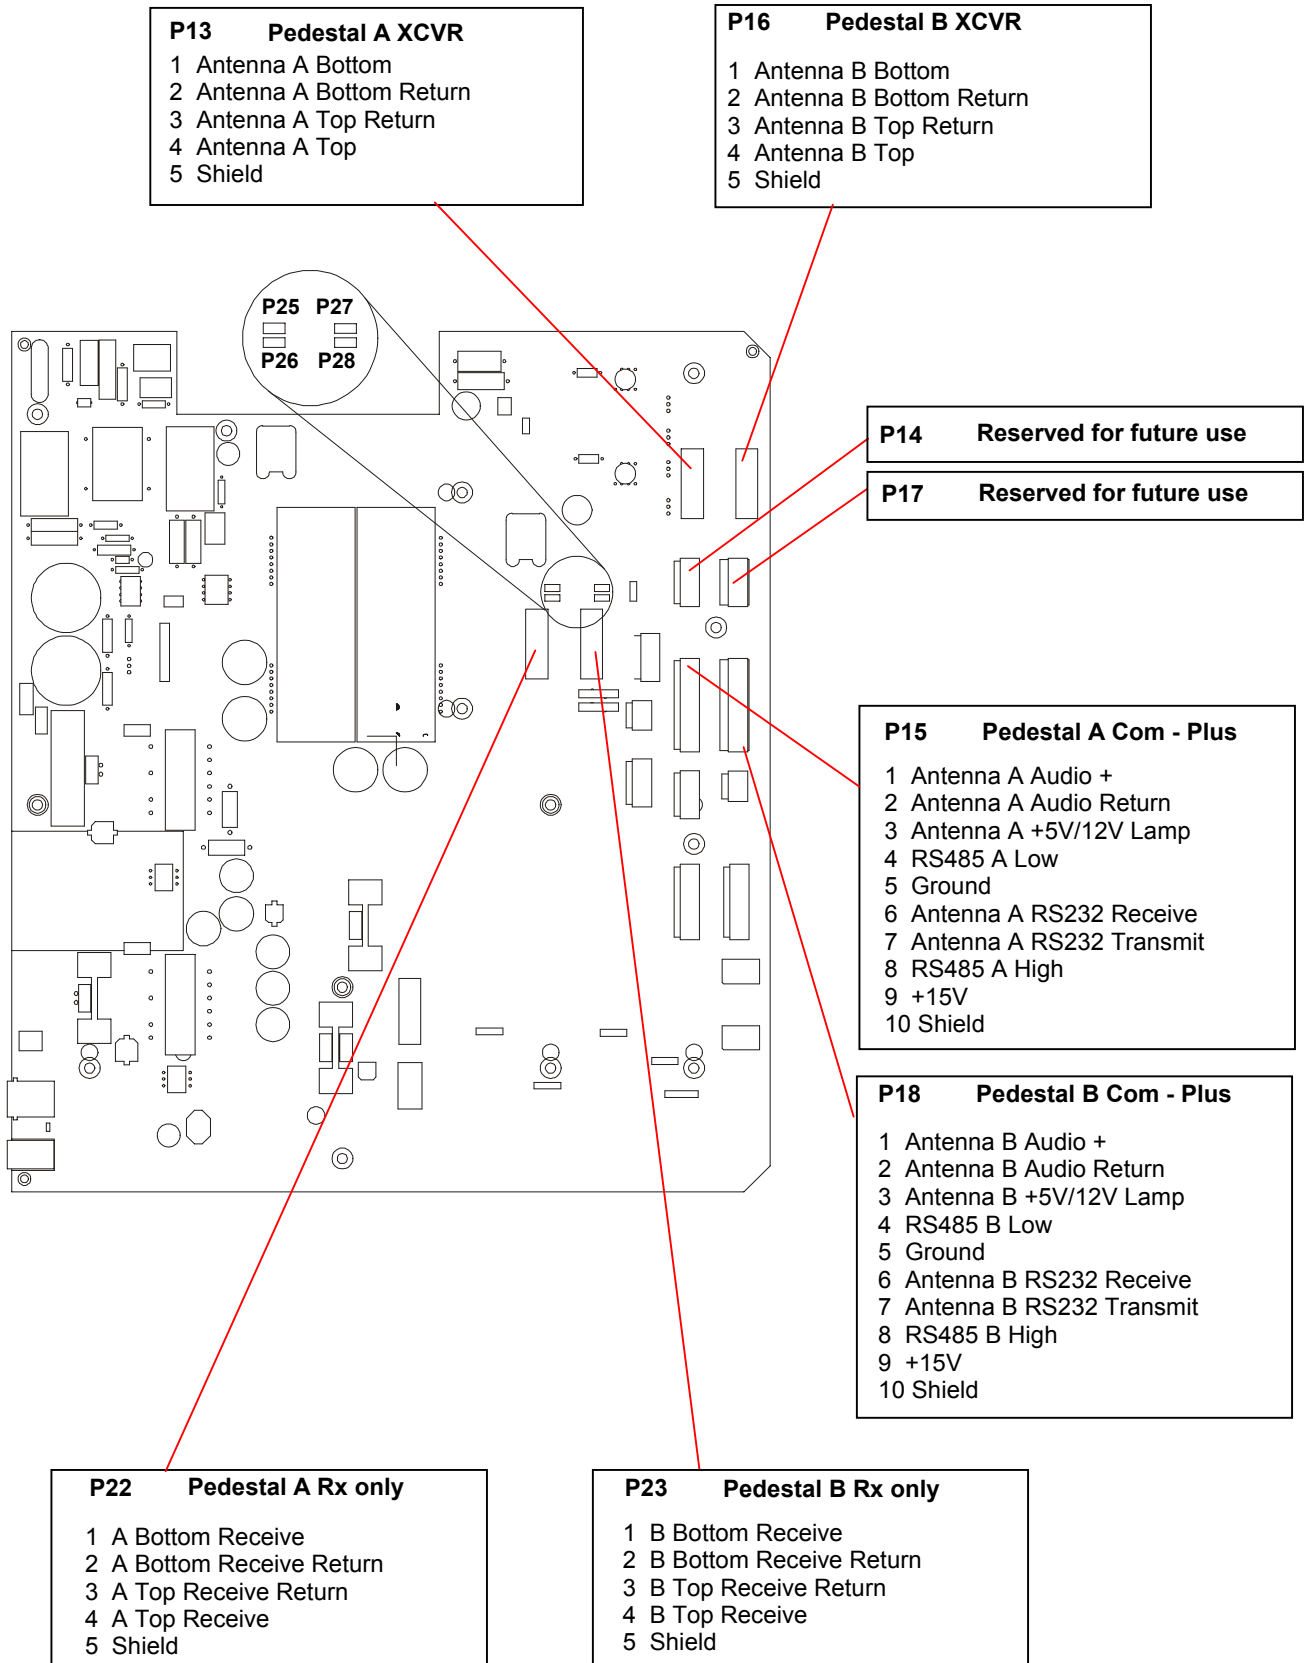 P13 Pedestal A XCVR
1 Antenna A Bottom
2 Antenna A Bottom Return
3 Antenna A Top Return
4 Antenna A Top
5 Shield
P16 Pedestal B XCVR
1 Antenna B Bottom
2 Antenna B Bottom Return
3 Antenna B Top Return
4 Antenna B Top
5 Shield
P25 P27
P26 P28
P14 Reserved for future use
P17 Reserved for future use
P15 Pedestal A Com - Plus
1 Antenna A Audio +
2 Antenna A Audio Return
3 Antenna A +5V/12V Lamp
4 RS485 A Low
5 Ground
6 Antenna A RS232 Receive
7 Antenna A RS232 Transmit
8 RS485 A High
9 +15V
10 Shield
P18 Pedestal B Com - Plus
1 Antenna B Audio +
2 Antenna B Audio Return
3 Antenna B +5V/12V Lamp
4 RS485 B Low
5 Ground
6 Antenna B RS232 Receive
7 Antenna B RS232 Transmit
8 RS485 B High
9 +15V
10 Shield
P22 Pedestal A Rx only
1 A Bottom Receive
2 A Bottom Receive Return
3 A Top Receive Return
4 A Top Receive
5 Shield
P23 Pedestal B Rx only
1 B Bottom Receive
2 B Bottom Receive Return
3 B Top Receive Return
4 B Top Receive
5 Shield